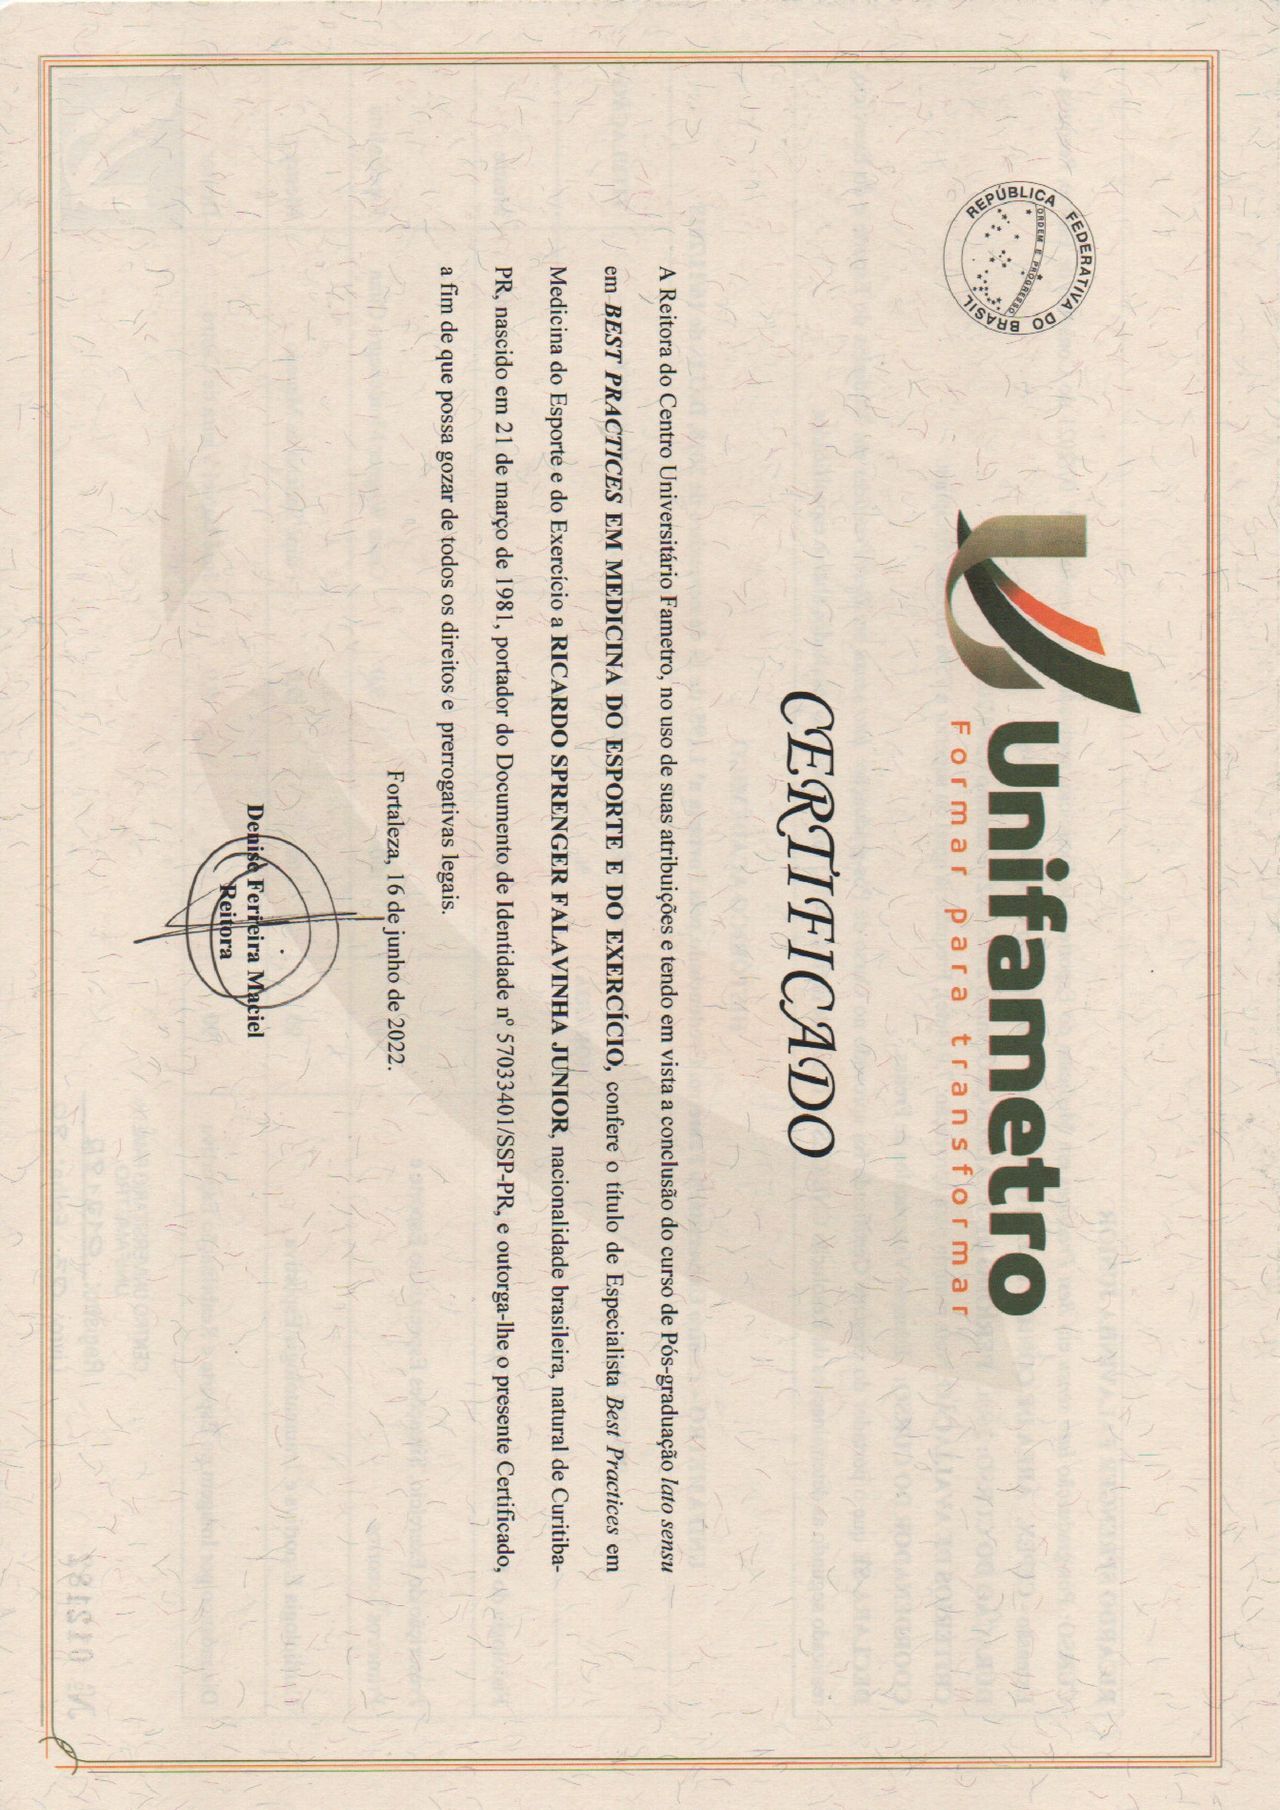 REPÚBLICA FEDERATIVA DO BRASIL
ORDEM E PROGRESSO
Unifametro
Formar para transformar
CERTIFICADO
A Reitora do Centro Universitário Fametro, no uso de suas atribuições e tendo em vista a conclusão do curso de Pós-graduação lato sensu
em BEST PRACTICES EM MEDICINA DO ESPORTE E DO EXERCÍCIO, confere o título de Especialista Best Practices em
Medicina do Esporte e do Exercício a RICARDO SPRENGER FALAVINHA JUNIOR, nacionalidade brasileira, natural de Curitiba-
PR, nascido em 21 de março de 1981, portador do Documento de Identidade nº 57033401/SSP-PR, e outorga-lhe o presente Certificado,
a fim de que possa gozar de todos os direitos e prerrogativas legais.
Fortaleza, 16 de junho de 2022.
Denise Ferreira Maciel
Reitora